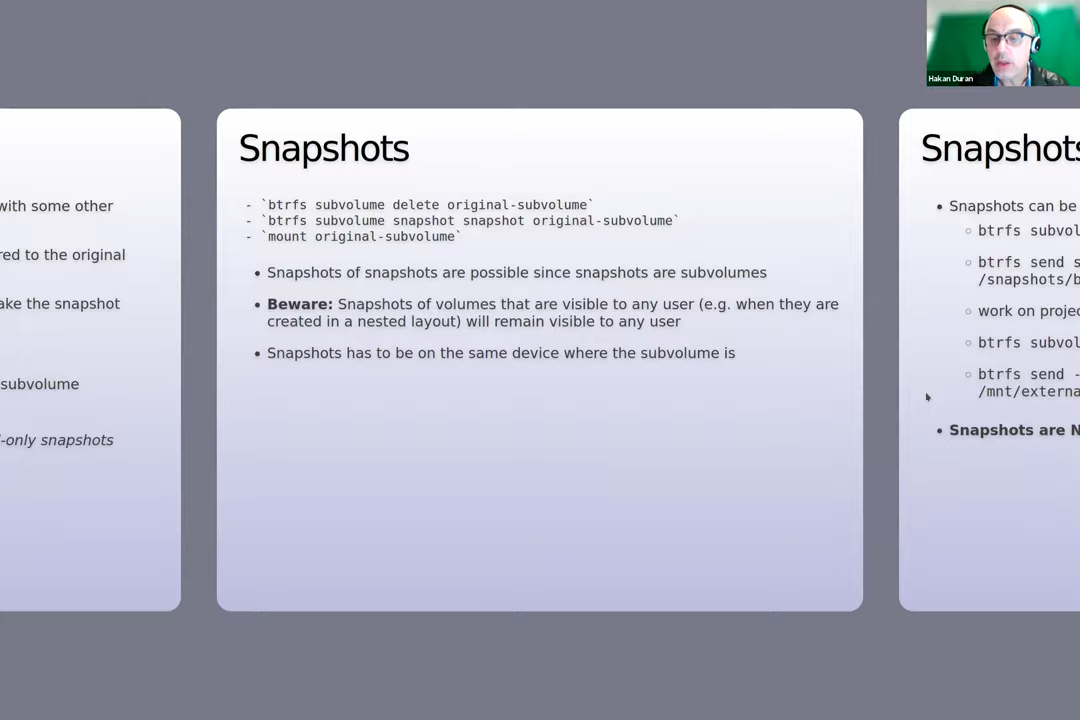 Hakan Duran
with some other
red to the original
ake the snapshot
subvolume
-only snapshots
Snapshots
- `btrfs subvolume delete original-subvolume`
- `btrfs subvolume snapshot snapshot original-subvolume`
- `mount original-subvolume`
• Snapshots of snapshots are possible since snapshots are subvolumes
• Beware: Snapshots of volumes that are visible to any user (e.g. when they are
created in a nested layout) will remain visible to any user
• Snapshots has to be on the same device where the subvolume is
Snapshots
• Snapshots can be
○ btrfs subvol
○ btrfs send s
/snapshots/b
○ work on projec
○ btrfs subvol
○ btrfs send -
/mnt/externa
• Snapshots are N